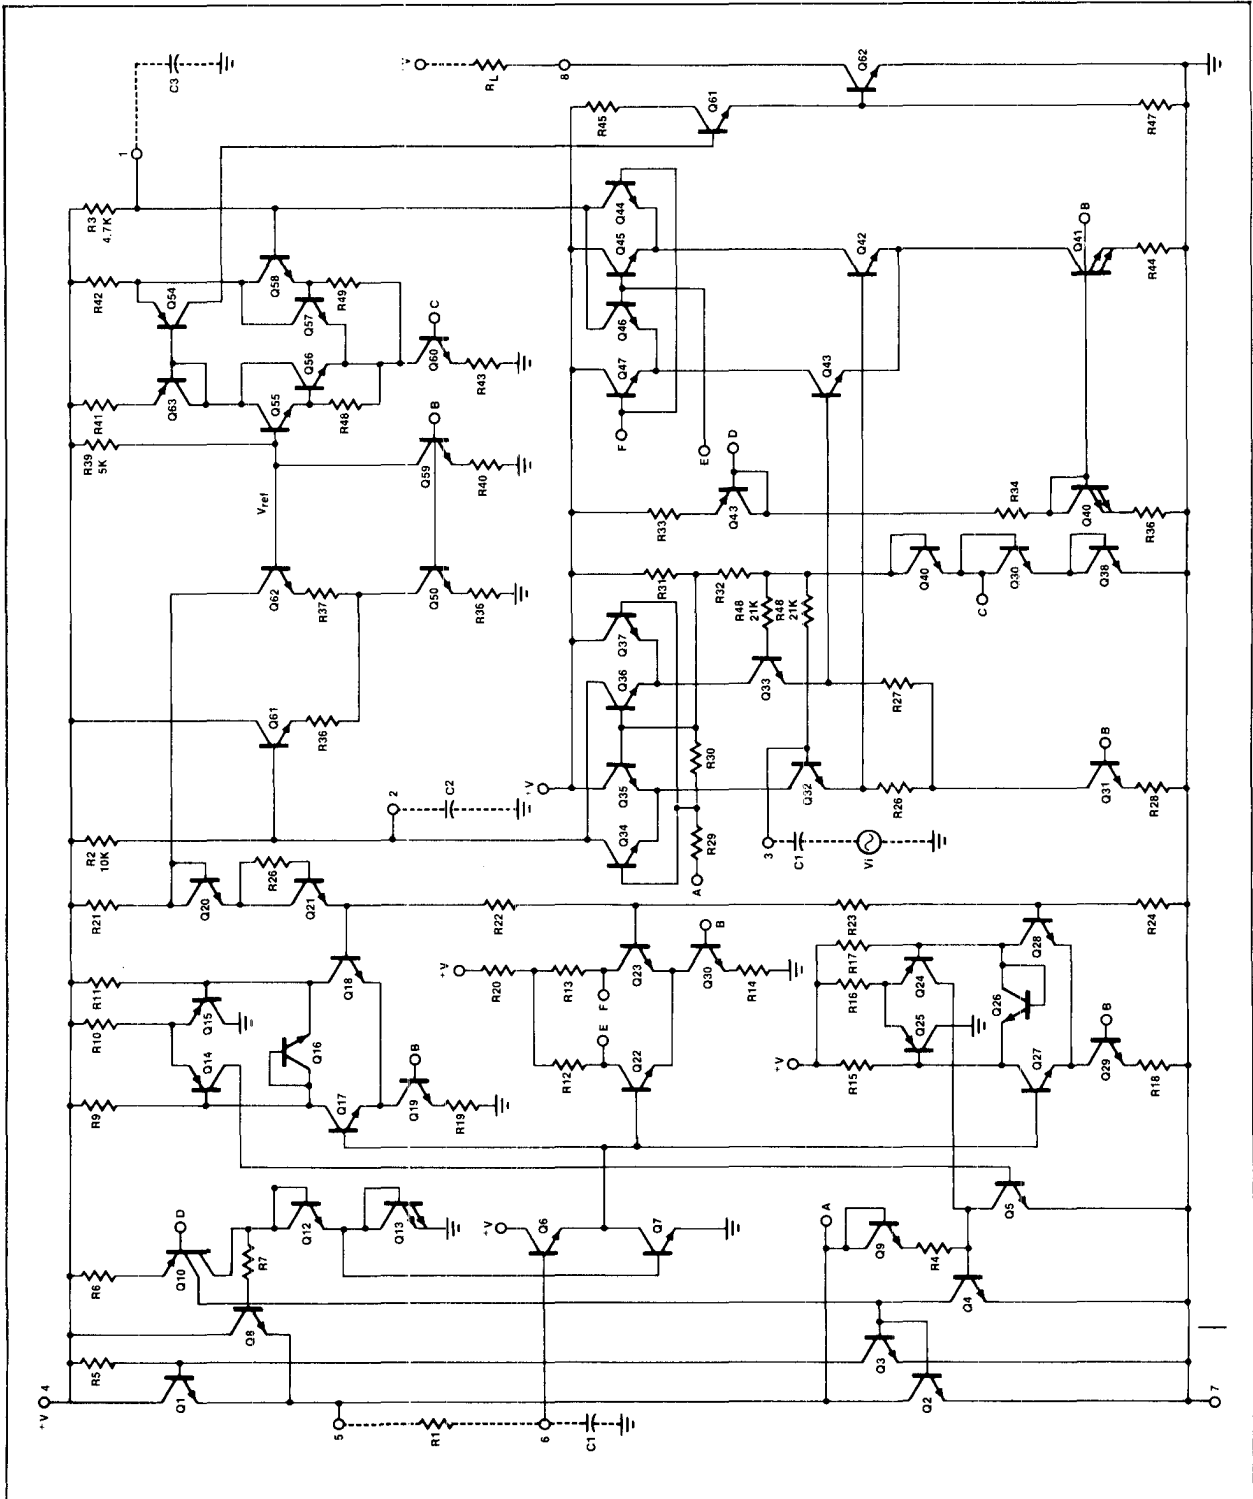 C3
+V
RL
8
Q62
1
R45
Q61
R47
R3
4.7K
R42
Q54
Q58
R49
Q57
Q44
Q45
Q42
Q41
B
R44
R41
Q63
Q56
Q55
R48
C
Q60
R43
Q46
Q47
Q43
F
R39
5K
B
Q59
R40
E
D
Vref
R33
Q43
R34
Q40
R36
Q62
R37
Q50
R36
R31
R32
R48
21K
R48
21K
Q40
Q30
Q38
C
Q37
Q36
Q33
R27
Q61
R36
R30
Q35
Q32
R26
B
Q31
R28
2
C2
+V
R2
10K
Q34
R29
A
3
C1
Vi
R21
Q20
R26
Q21
R22
R23
R24
R11
Q18
+V
R20
R13
F
Q23
Q30
B
R14
R17
Q28
R10
Q15
Q14
Q16
E
R16
Q24
Q25
Q26
R9
Q17
B
Q19
R19
R12
Q22
+V
R15
Q27
B
Q29
R18
D
Q12
Q13
+V
Q6
Q7
A
Q9
R4
Q5
R6
Q10
R7
Q8
Q4
R5
Q3
+V
4
Q1
5
R1
6
C1
Q2
7